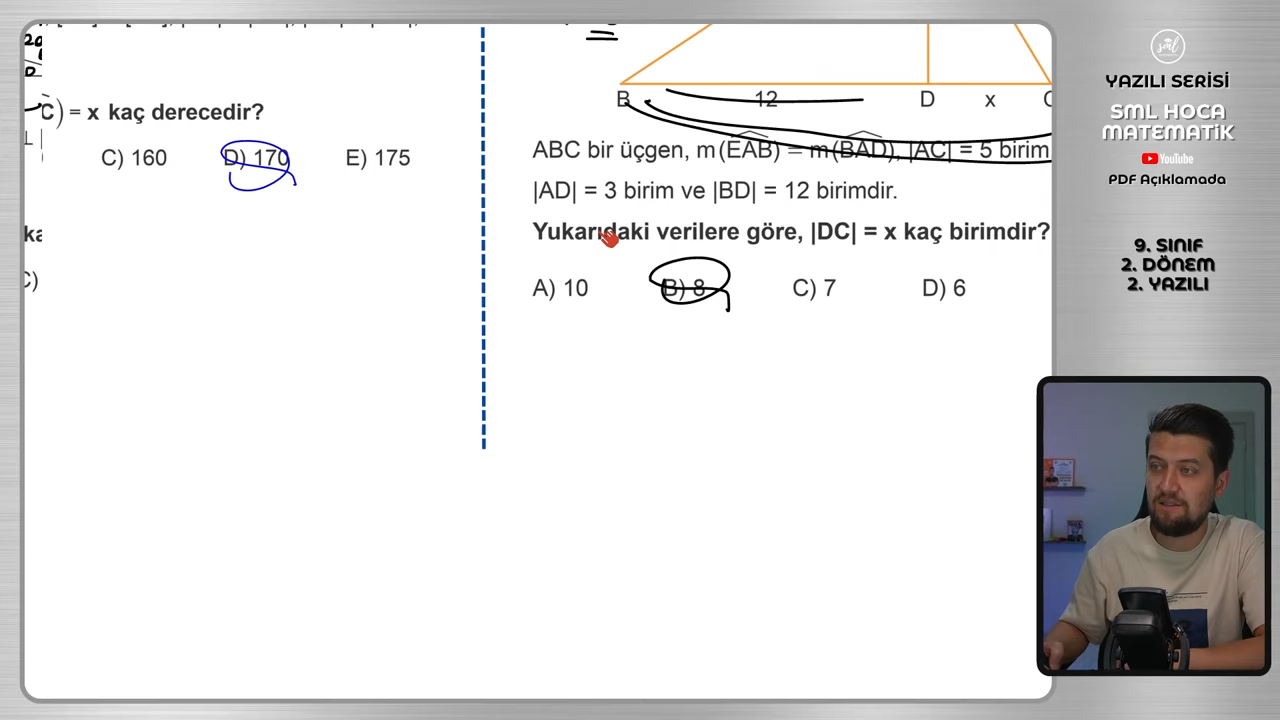 C) = x kaç derecedir?
C) 160 D) 170 E) 175
ka
C)
B 12 D x C
ABC bir üçgen, m(EAB) = m(BAD), |AC| = 5 birim
|AD| = 3 birim ve |BD| = 12 birimdir.
Yukarıdaki verilere göre, |DC| = x kaç birimdir?
A) 10 B) 8 C) 7 D) 6
sml
YAZILI SERİSİ
SML HOCA
MATEMATİK
YouTube
PDF Açıklamada
9. SINIF
2. DÖNEM
2. YAZILI